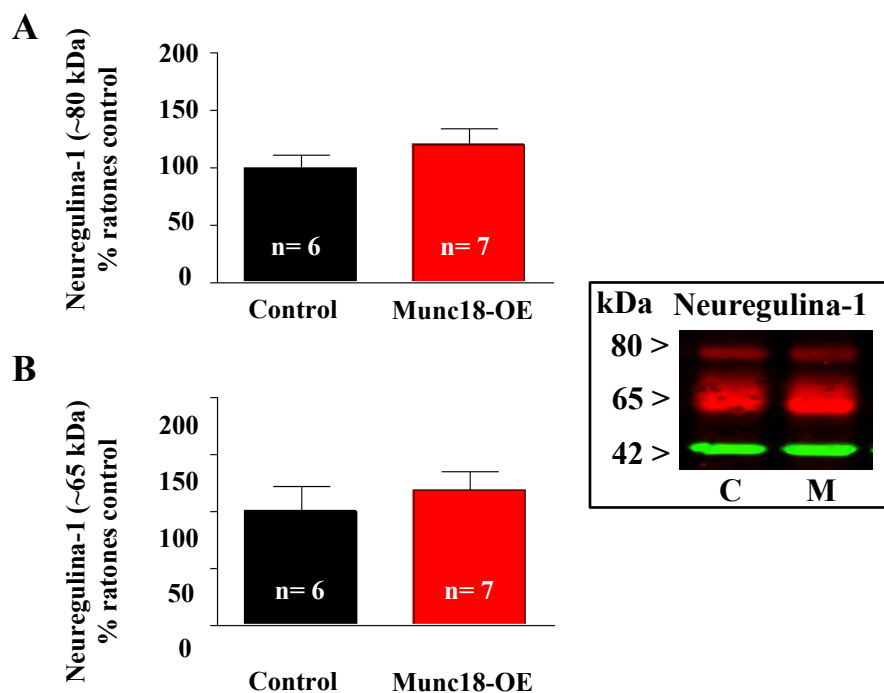 A
Neuregulina-1 (~80 kDa)
% ratones control
200
150
100
50
0
n= 6
n= 7
Control
Munc18-OE
B
Neuregulina-1 (~65 kDa)
% ratones control
200
150
100
50
0
n= 6
n= 7
Control
Munc18-OE
kDa Neuregulina-1
80 >
65 >
42 >
C M